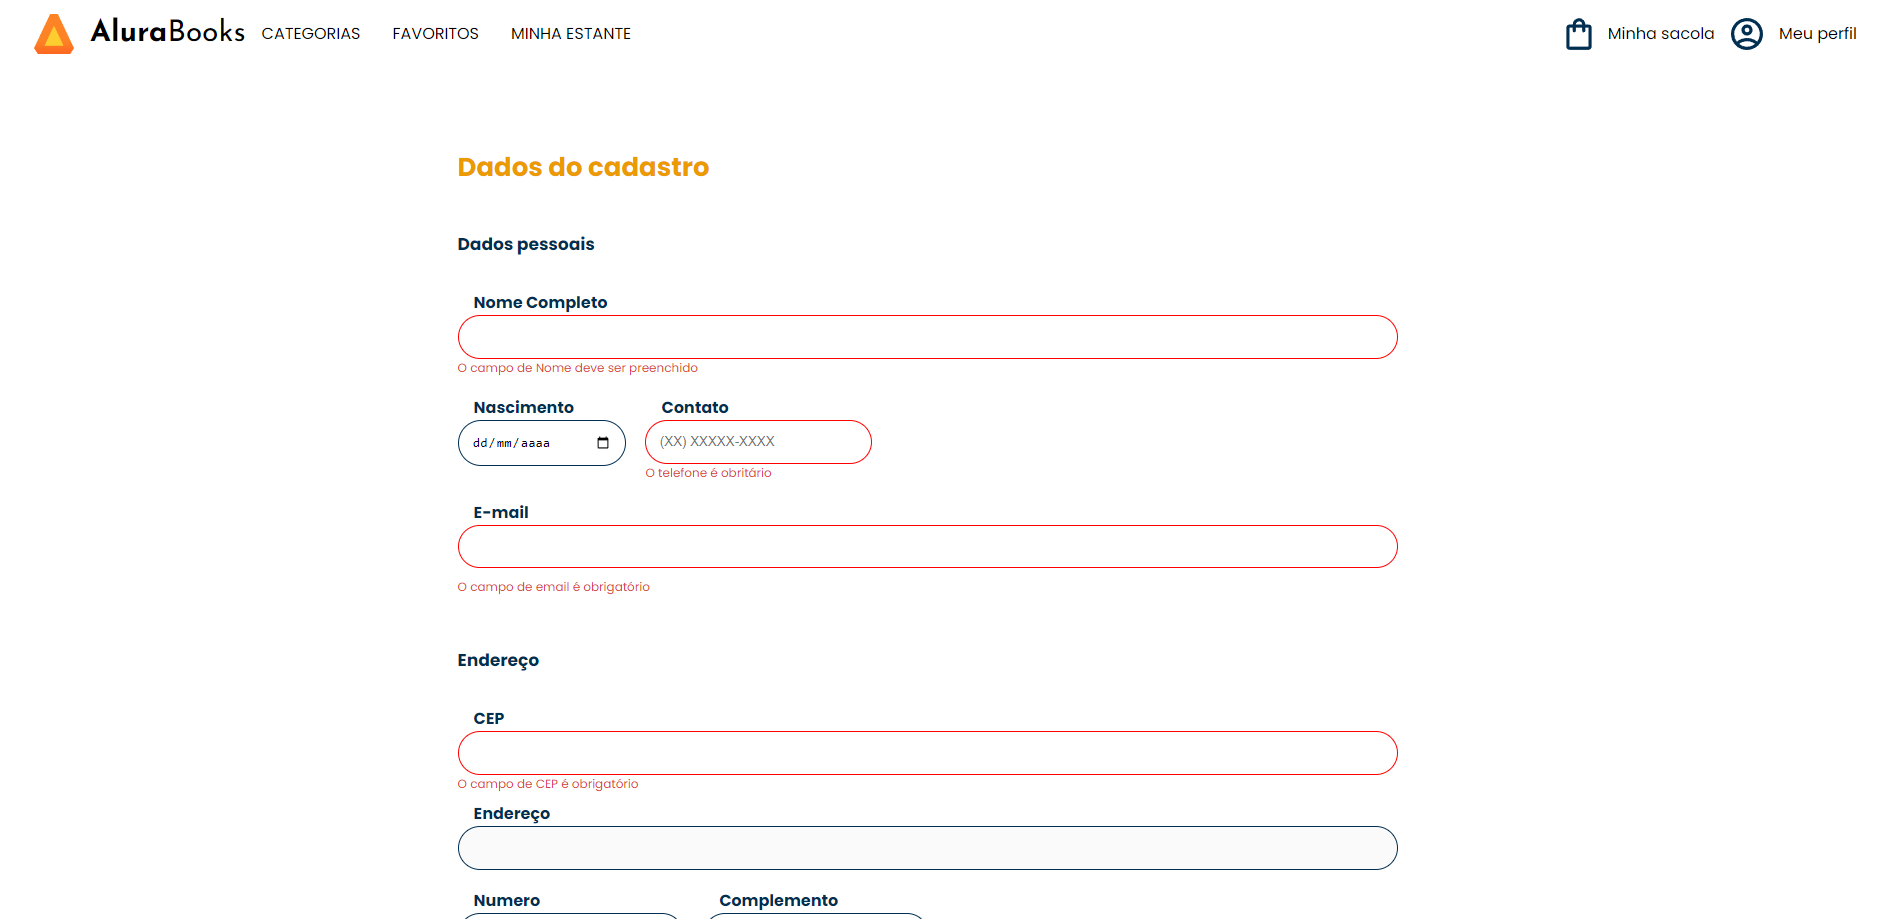 AluraBooks CATEGORIAS FAVORITOS MINHA ESTANTE Minha sacola Meu perfil
Dados do cadastro
Dados pessoais
Nome Completo
O campo de Nome deve ser preenchido
Nascimento Contato
dd/mm/aaaa (XX) XXXXX-XXXX
O telefone é obritário
E-mail
O campo de email é obrigatório
Endereço
CEP
O campo de CEP é obrigatório
Endereço
Numero Complemento